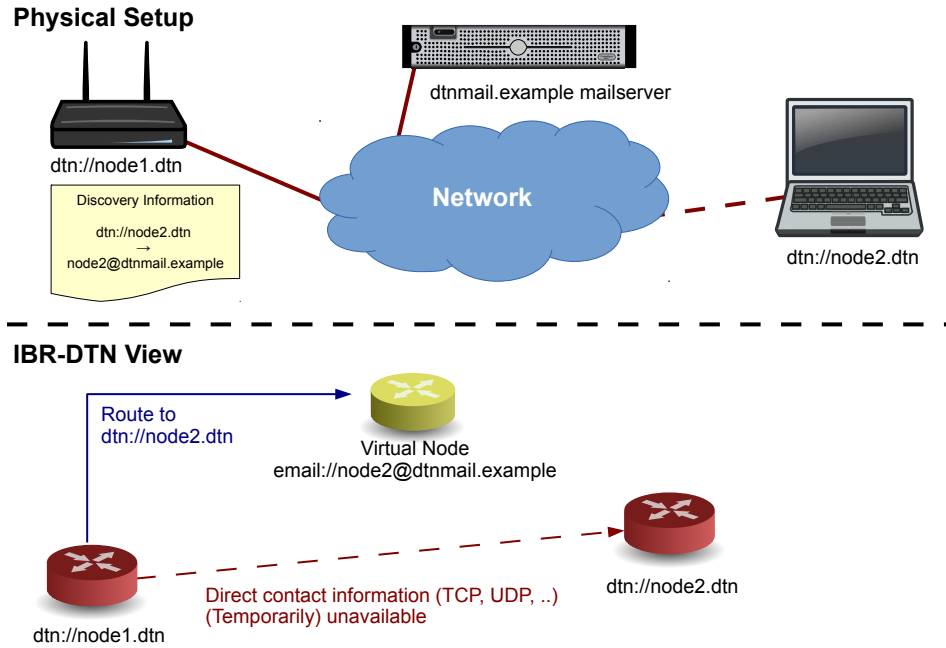 Physical Setup
dtnmail.example mailserver
dtn://node1.dtn
Network
Discovery Information
dtn://node2.dtn
→
node2@dtnmail.example
dtn://node2.dtn
IBR-DTN View
Route to
dtn://node2.dtn
Virtual Node
email://node2@dtnmail.example
dtn://node2.dtn
Direct contact information (TCP, UDP, ..)
(Temporarily) unavailable
dtn://node1.dtn